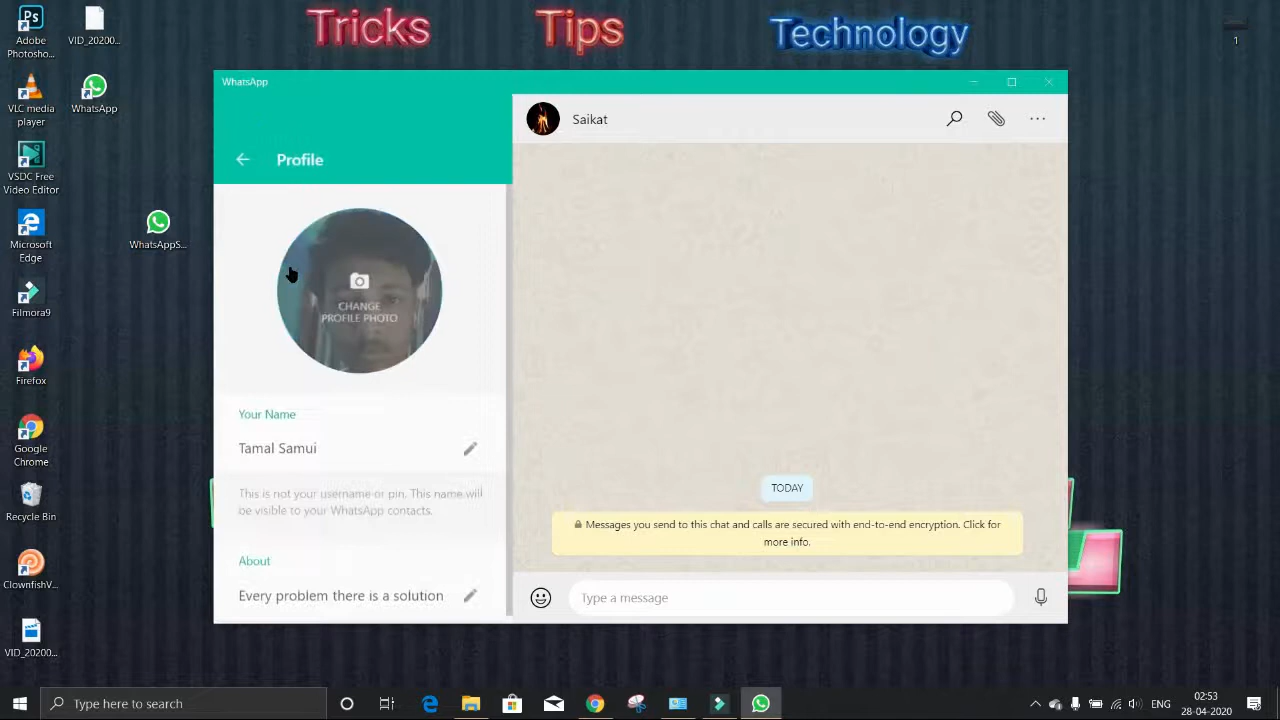 Tricks Tips Technology
Adobe
Photosho...
VID_20200...
1
VLC media
player
WhatsApp
VSDC Free
Video Editor
Microsoft
Edge
WhatsAppS...
Filmora9
Firefox
Google
Chrome
Recycle Bin
ClownfishV...
VID_20200...
WhatsApp
Profile
CHANGE
PROFILE PHOTO
Your Name
Tamal Samui
This is not your username or pin. This name will
be visible to your WhatsApp contacts.
About
Every problem there is a solution
Saikat
TODAY
Messages you send to this chat and calls are secured with end-to-end encryption. Click for
more info.
Type a message
Type here to search
ENG
02:53
28-04-2020